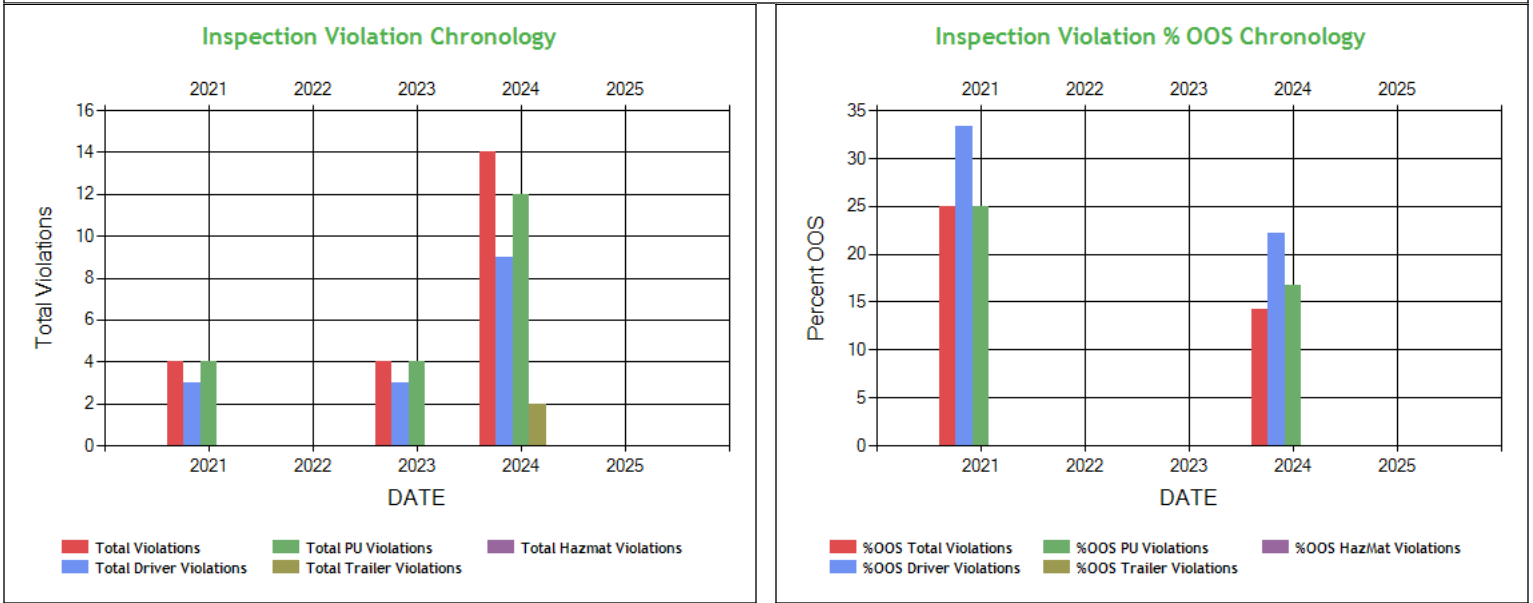 Inspection Violation Chronology
2021 2022 2023 2024 2025
16
14
12
10
8
6
4
2
0
Total Violations
2021 2022 2023 2024 2025
DATE
Total Violations Total PU Violations Total Hazmat Violations
Total Driver Violations Total Trailer Violations
Inspection Violation % OOS Chronology
2021 2022 2023 2024 2025
35
30
25
20
15
10
5
0
Percent OOS
2021 2022 2023 2024 2025
DATE
%OOS Total Violations %OOS PU Violations %OOS HazMat Violations
%OOS Driver Violations %OOS Trailer Violations